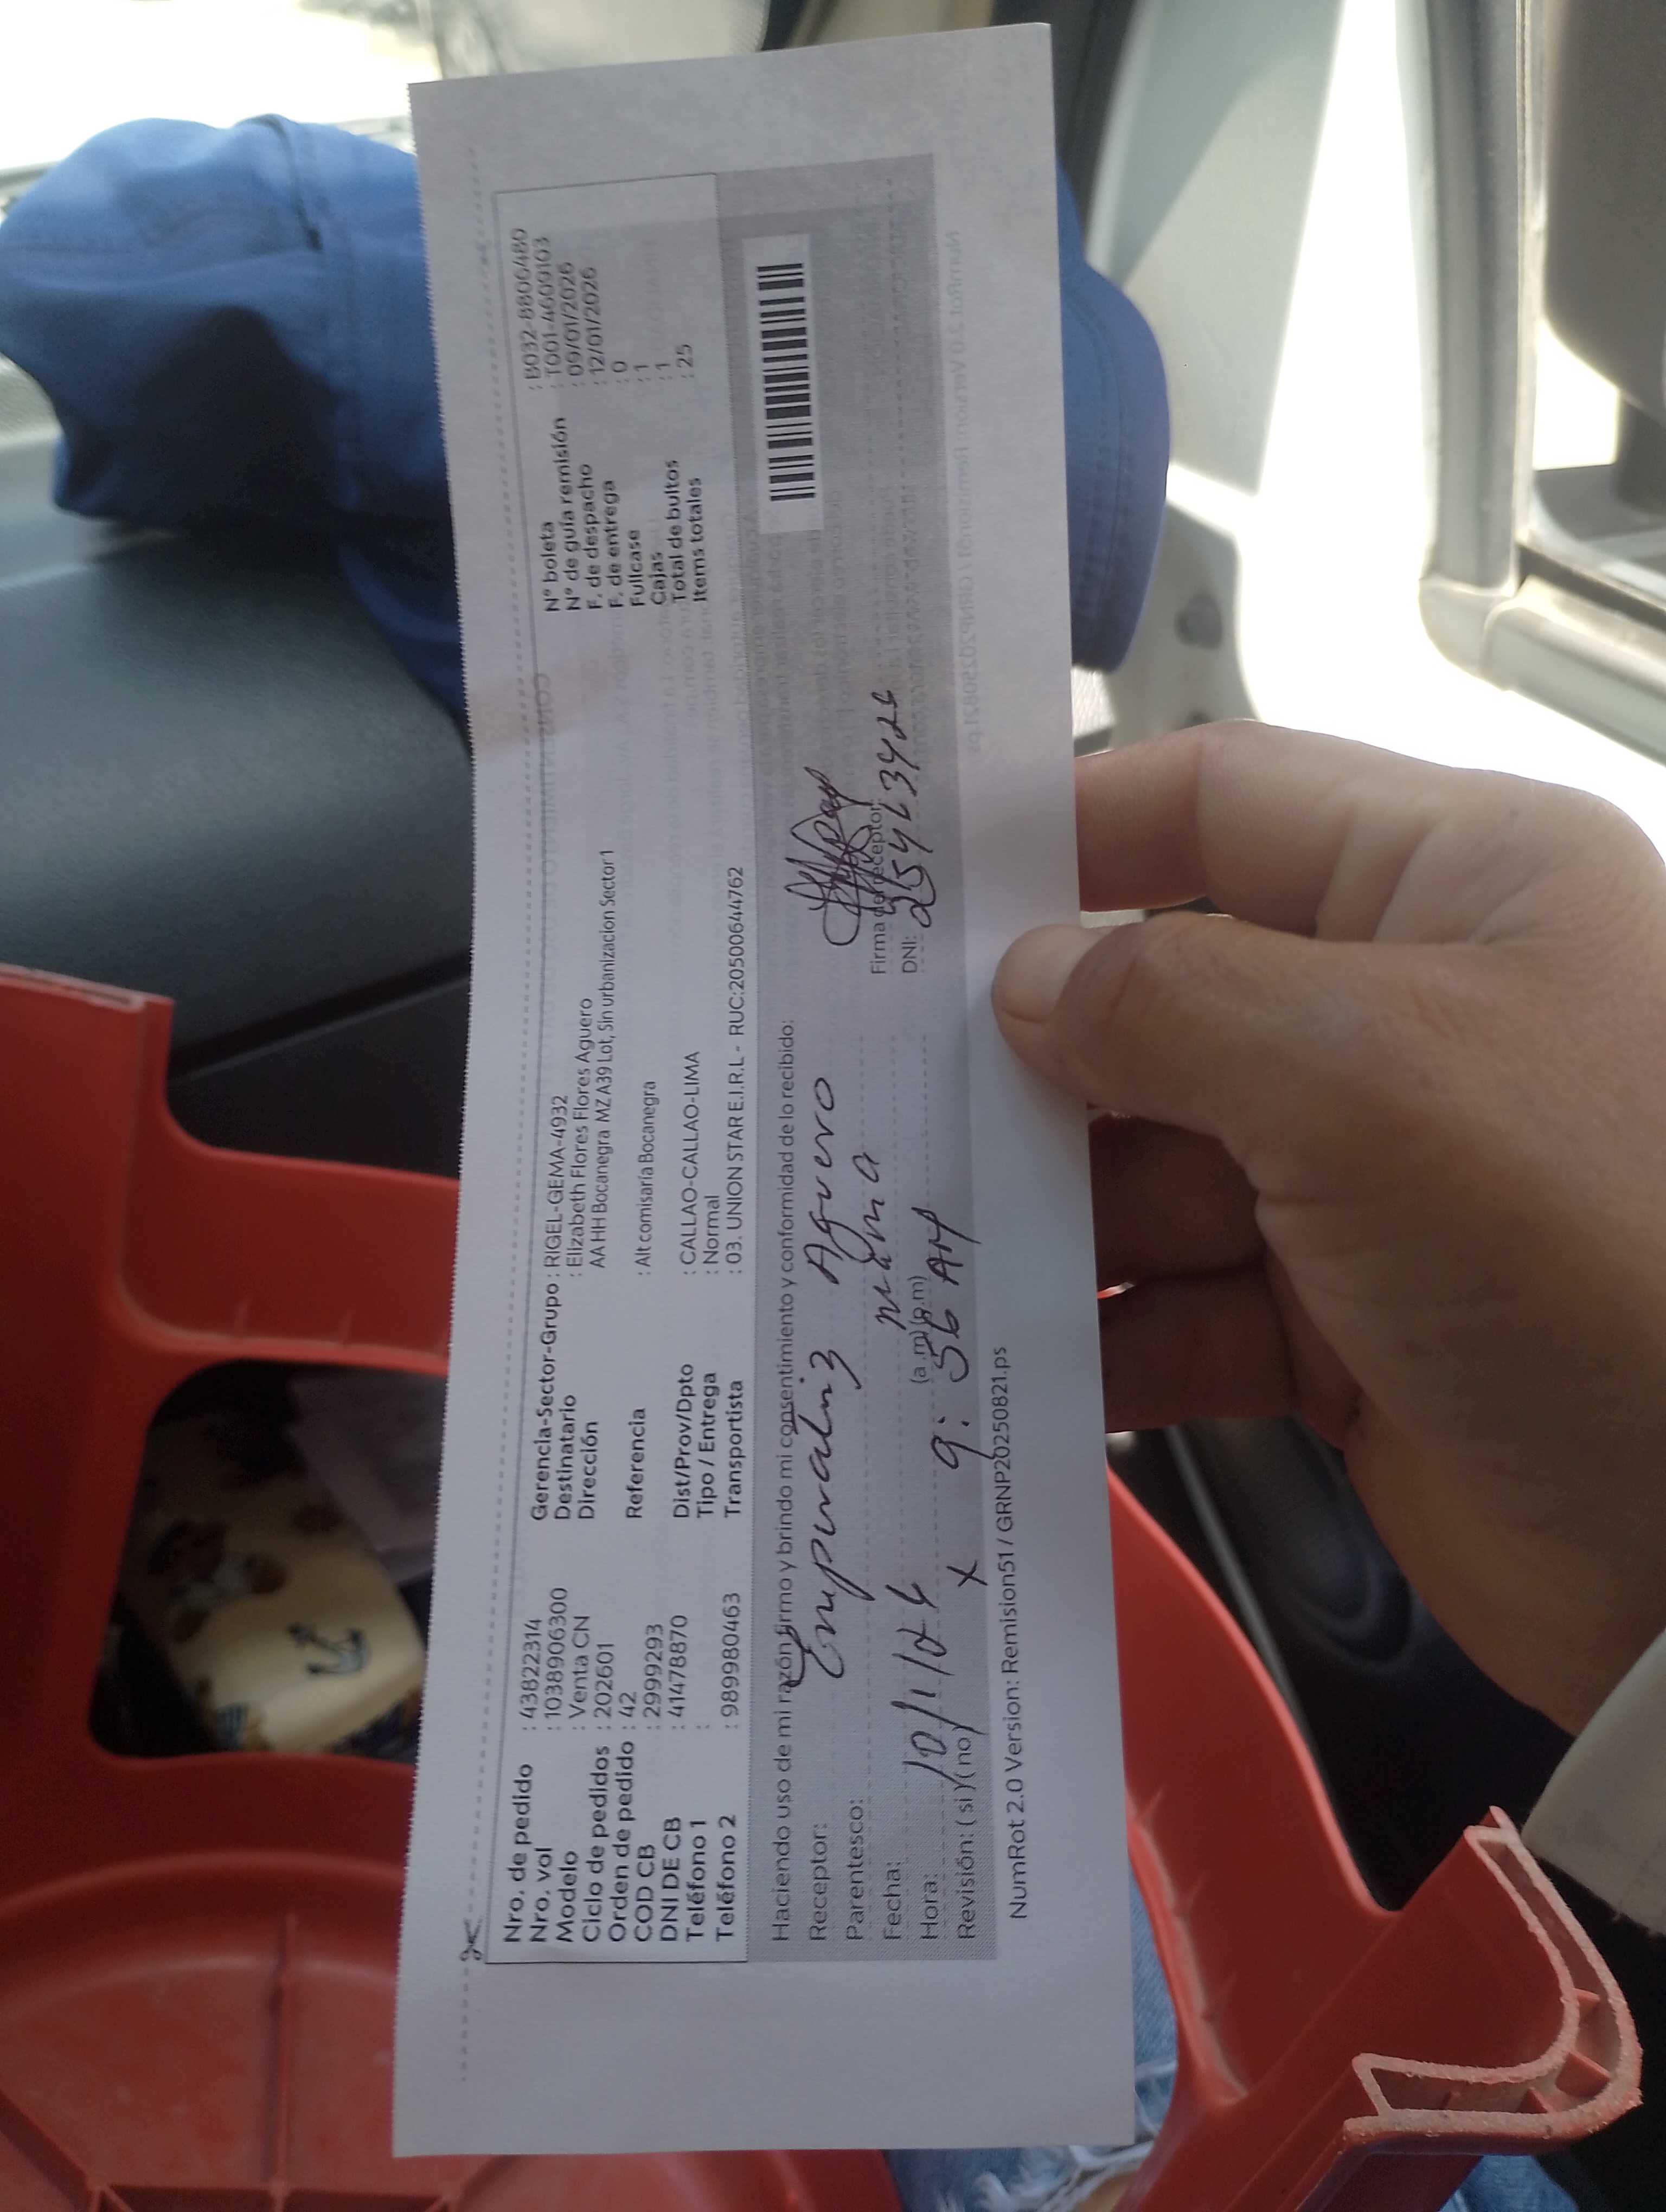 Nro. de pedido : 43822314
Nro. vol : 1038906300
Modelo : Venta CN
Ciclo de pedidos : 202601
Orden de pedido : 42
COD CB : 2999293
DNI DE CB : 41478870
Teléfono 1 :
Teléfono 2 : 989980463
Gerencia-Sector-Grupo : RIGEL-GEMA-4932
Destinatario : Elizabeth Flores Flores Aguero
Dirección AA HH Bocanegra MZ A39 Lot, Sin urbanizacion Sector 1
Referencia : Alt comisaria Bocanegra
Dist/Prov/Dpto : CALLAO-CALLAO-LIMA
Tipo / Entrega : Normal
Transportista : 03. UNION STAR E.I.R.L - RUC:20500644762
N° boleta : B032-8806480
N° de guía remisión : T001-4609103
F. de despacho : 09/01/2026
F. de entrega : 12/01/2026
Fullcase : 0
Cajas : 1
Total de bultos : 1
Items totales : 25
Haciendo uso de mi razón firmo y brindo mi consentimiento y conformidad de lo recibido:
Receptor: Aguero
Parentesco: mama
Fecha: 10/1/
Hora: 9:56 AM (a.m) (p.m)
Revisión: ( si ) ( no ) x
Firma del receptor
DNI:
NumRot 2.0 Version: Remision51 / GRNP20250821.ps